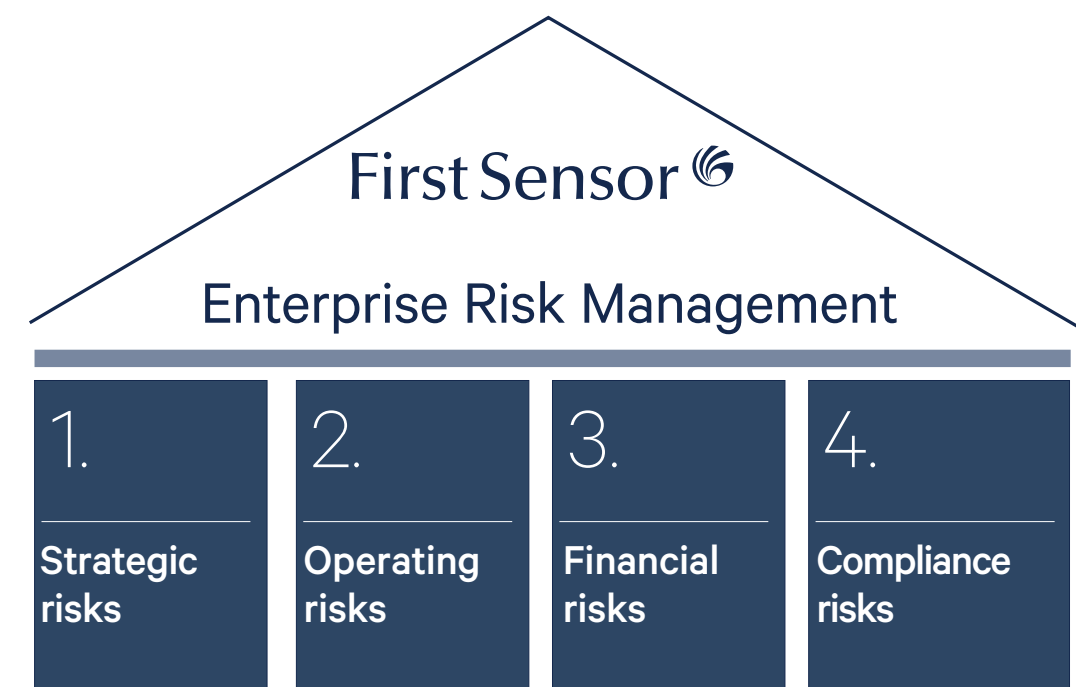 First Sensor
Enterprise Risk Management
1.
Strategic
risks
2.
Operating
risks
3.
Financial
risks
4.
Compliance
risks